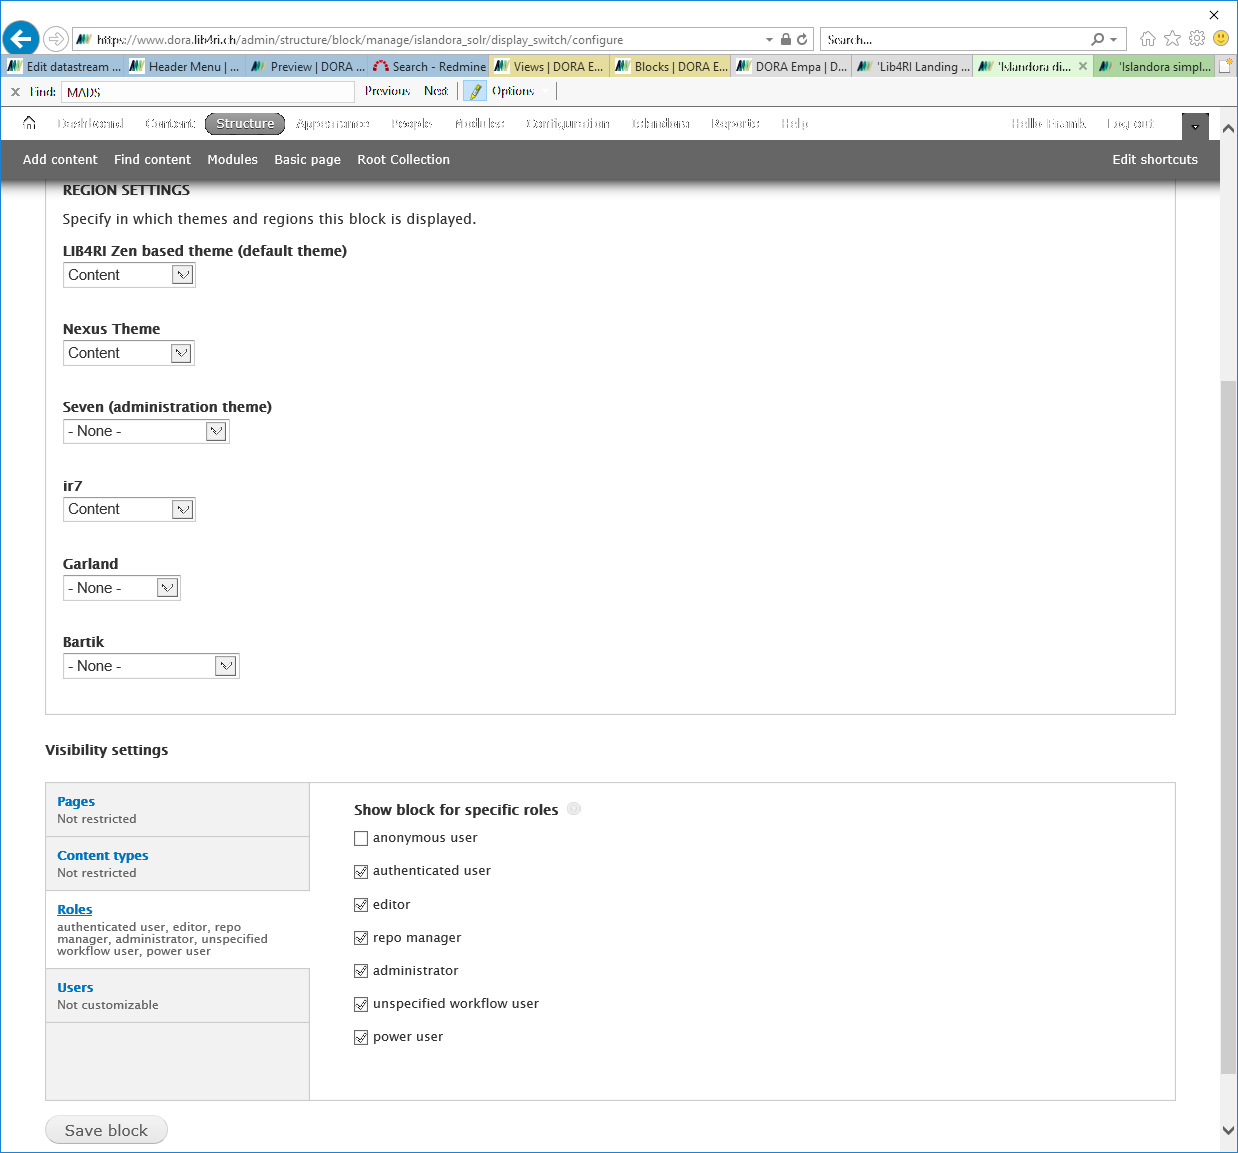 https://www.dora.lib4ri.ch/admin/structure/block/manage/islandora_solr/display_switch/configure
Search...
Edit datastream ...
Header Menu | ...
Preview | DORA ...
Search - Redmine
Views | DORA E...
Blocks | DORA E...
DORA Empa | D...
'Lib4RI Landing ...
'Islandora di...
'Islandora simpl...
x Find: MADS
Previous Next Options
Dashboard Content Structure Appearance People Modules Configuration Islandora Reports Help
Hello Frank Log out
Add content Find content Modules Basic page Root Collection
Edit shortcuts
REGION SETTINGS
Specify in which themes and regions this block is displayed.
LIB4RI Zen based theme (default theme)
Content
Nexus Theme
Content
Seven (administration theme)
- None -
ir7
Content
Garland
- None -
Bartik
- None -
Visibility settings
Pages
Not restricted
Content types
Not restricted
Roles
authenticated user, editor, repo
manager, administrator, unspecified
workflow user, power user
Users
Not customizable
Show block for specific roles
anonymous user
authenticated user
editor
repo manager
administrator
unspecified workflow user
power user
Save block